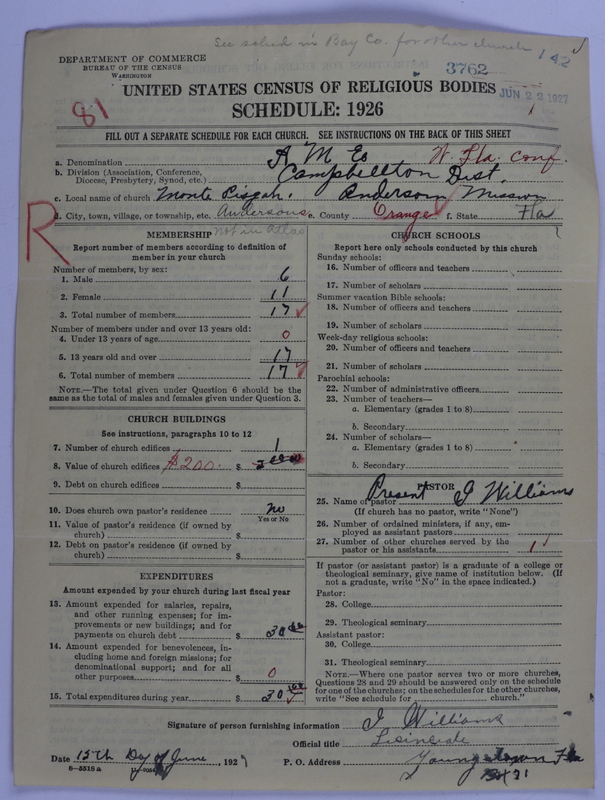 See sched in Bay Co. for other church 142
DEPARTMENT OF COMMERCE
BUREAU OF THE CENSUS
WASHINGTON
3762
JUN 22 1927
81
UNITED STATES CENSUS OF RELIGIOUS BODIES
SCHEDULE: 1926
1
FILL OUT A SEPARATE SCHEDULE FOR EACH CHURCH. SEE INSTRUCTIONS ON THE BACK OF THIS SHEET
a. Denomination A M E W. Fla. Conf.
b. Division (Association, Conference, Diocese, Presbytery, Synod, etc.) Campbellton Dist.
c. Local name of church Monte Pisgah. Anderson Mission
d. City, town, village, or township, etc. Andersons e. County Orange f. State Fla
R
not in Atlas
MEMBERSHIP
Report number of members according to definition of member in your church
Number of members, by sex:
1. Male 6
2. Female 11
3. Total number of members 17
Number of members under and over 13 years old:
4. Under 13 years of age 0
5. 13 years old and over 17
6. Total number of members 17
NOTE.—The total given under Question 6 should be the same as the total of males and females given under Question 3.
CHURCH BUILDINGS
See instructions, paragraphs 10 to 12
7. Number of church edifices 1
8. Value of church edifices $200. $
9. Debt on church edifices $
10. Does church own pastor's residence no
Yes or No
11. Value of pastor's residence (if owned by church) $
12. Debt on pastor's residence (if owned by church) $
EXPENDITURES
Amount expended by your church during last fiscal year
13. Amount expended for salaries, repairs, and other running expenses; for improvements or new buildings; and for payments on church debt $ 30
14. Amount expended for benevolences, including home and foreign missions; for denominational support; and for all other purposes $ 0
15. Total expenditures during year $ 30
CHURCH SCHOOLS
Report here only schools conducted by this church
Sunday schools:
16. Number of officers and teachers
17. Number of scholars
Summer vacation Bible schools:
18. Number of officers and teachers
19. Number of scholars
Week-day religious schools:
20. Number of officers and teachers
21. Number of scholars
Parochial schools:
22. Number of administrative officers
23. Number of teachers—
a. Elementary (grades 1 to 8)
b. Secondary
24. Number of scholars—
a. Elementary (grades 1 to 8)
b. Secondary
PASTOR
25. Name of pastor Present J Williams
(If church has no pastor, write "None")
26. Number of ordained ministers, if any, employed as assistant pastors
27. Number of other churches served by the pastor or his assistants 1
If pastor (or assistant pastor) is a graduate of a college or theological seminary, give name of institution below. (If not a graduate, write "No" in the space indicated.)
Pastor:
28. College
29. Theological seminary
Assistant pastor:
30. College
31. Theological seminary
NOTE.—Where one pastor serves two or more churches, Questions 28 and 29 should be answered only on the schedule for one of the churches; on the schedules for the other churches, write "See schedule for church."
Signature of person furnishing information J Williams
Official title
Date 15th Day of June, 1927 P. O. Address Youngstown Fla
8—5518a